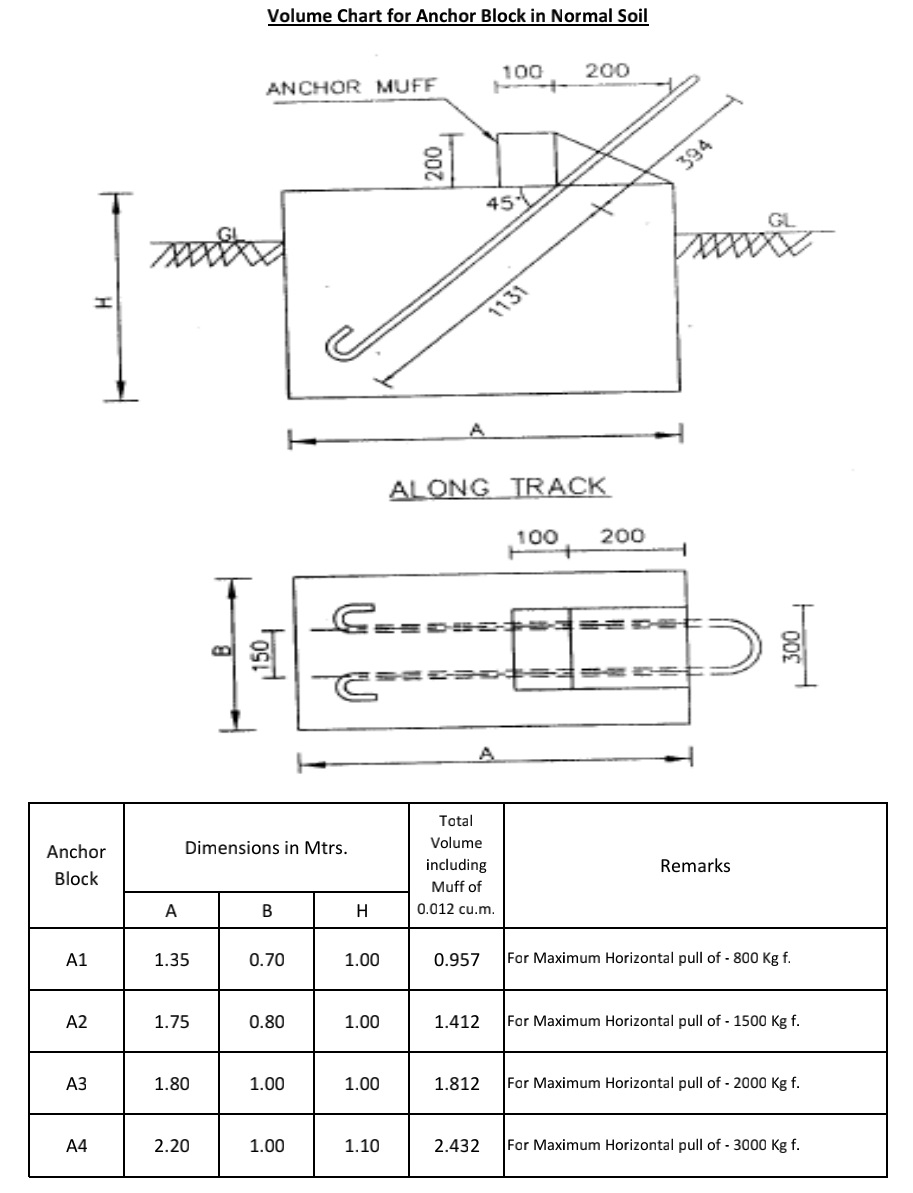 Volume Chart for Anchor Block in Normal Soil
100 200
ANCHOR MUFF
200
394
45°
GL
GL
H
1131
A
ALONG TRACK
100 200
B
150
300
A
Anchor Block
Dimensions in Mtrs.
Total Volume including Muff of 0.012 cu.m.
Remarks
A B H
A1 1.35 0.70 1.00 0.957 For Maximum Horizontal pull of - 800 Kg f.
A2 1.75 0.80 1.00 1.412 For Maximum Horizontal pull of - 1500 Kg f.
A3 1.80 1.00 1.00 1.812 For Maximum Horizontal pull of - 2000 Kg f.
A4 2.20 1.00 1.10 2.432 For Maximum Horizontal pull of - 3000 Kg f.